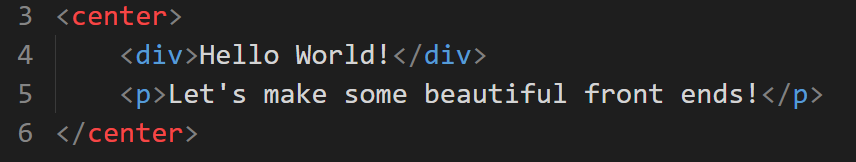 3 <center>
4 <div>Hello World!</div>
5 <p>Let's make some beautiful front ends!</p>
6 </center>